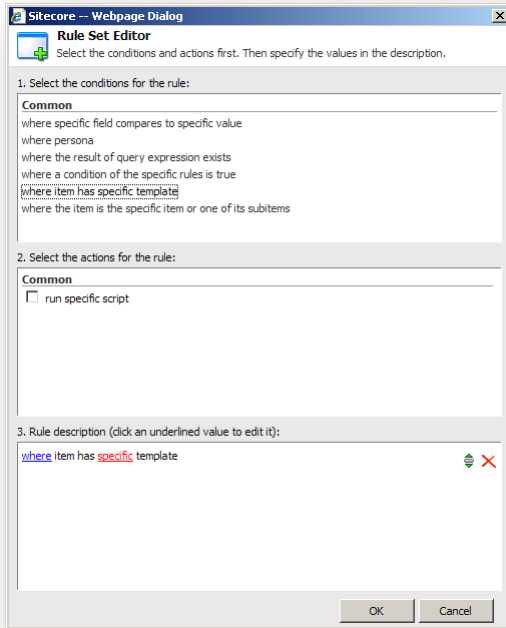 Sitecore -- Webpage Dialog
Rule Set Editor
Select the conditions and actions first. Then specify the values in the description.
1. Select the conditions for the rule:
Common
where specific field compares to specific value
where persona
where the result of query expression exists
where a condition of the specific rules is true
where item has specific template
where the item is the specific item or one of its subitems
2. Select the actions for the rule:
Common
run specific script
3. Rule description (click an underlined value to edit it):
where item has specific template
OK Cancel